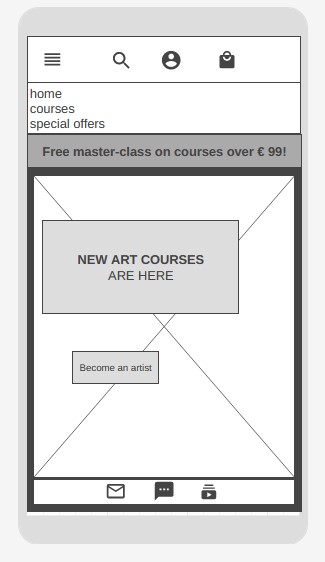 home
courses
special offers
Free master-class on courses over € 99!
NEW ART COURSES
ARE HERE
Become an artist